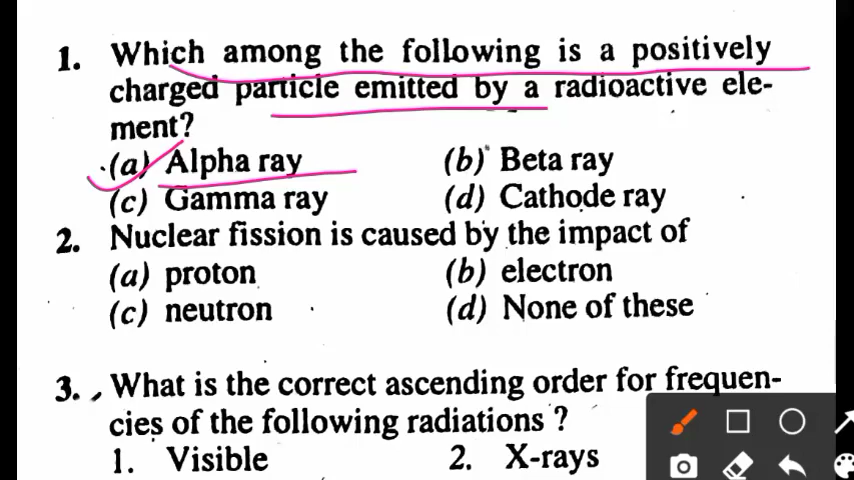 1. Which among the following is a positively
charged particle emitted by a radioactive ele-
ment?
(a) Alpha ray (b) Beta ray
(c) Gamma ray (d) Cathode ray
2. Nuclear fission is caused by the impact of
(a) proton (b) electron
(c) neutron (d) None of these
3. What is the correct ascending order for frequen-
cies of the following radiations ?
1. Visible 2. X-rays